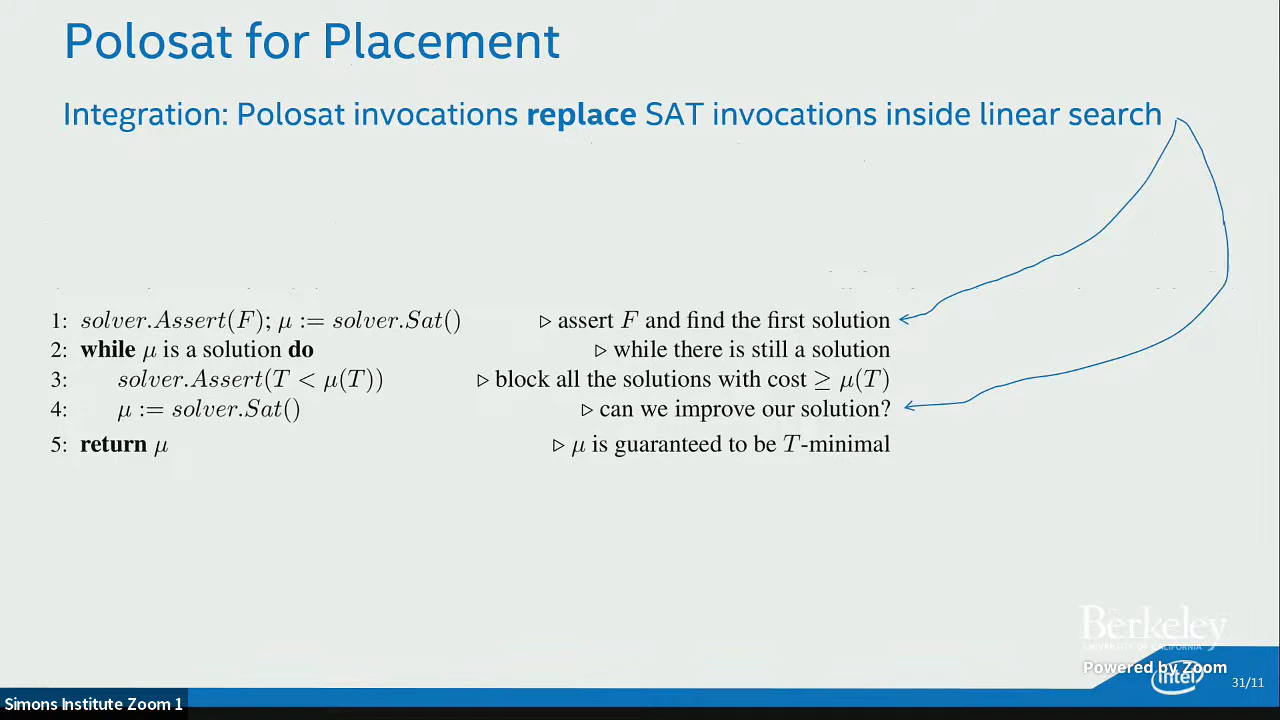 Polosat for Placement
Integration: Polosat invocations replace SAT invocations inside linear search
1: solver.Assert(F); μ := solver.Sat() ▷ assert F and find the first solution
2: while μ is a solution do ▷ while there is still a solution
3: solver.Assert(T < μ(T)) ▷ block all the solutions with cost ≥ μ(T)
4: μ := solver.Sat() ▷ can we improve our solution?
5: return μ ▷ μ is guaranteed to be T-minimal
Berkeley
UNIVERSITY OF CALIFORNIA
Powered by Zoom
intel
31/11
Simons Institute Zoom 1